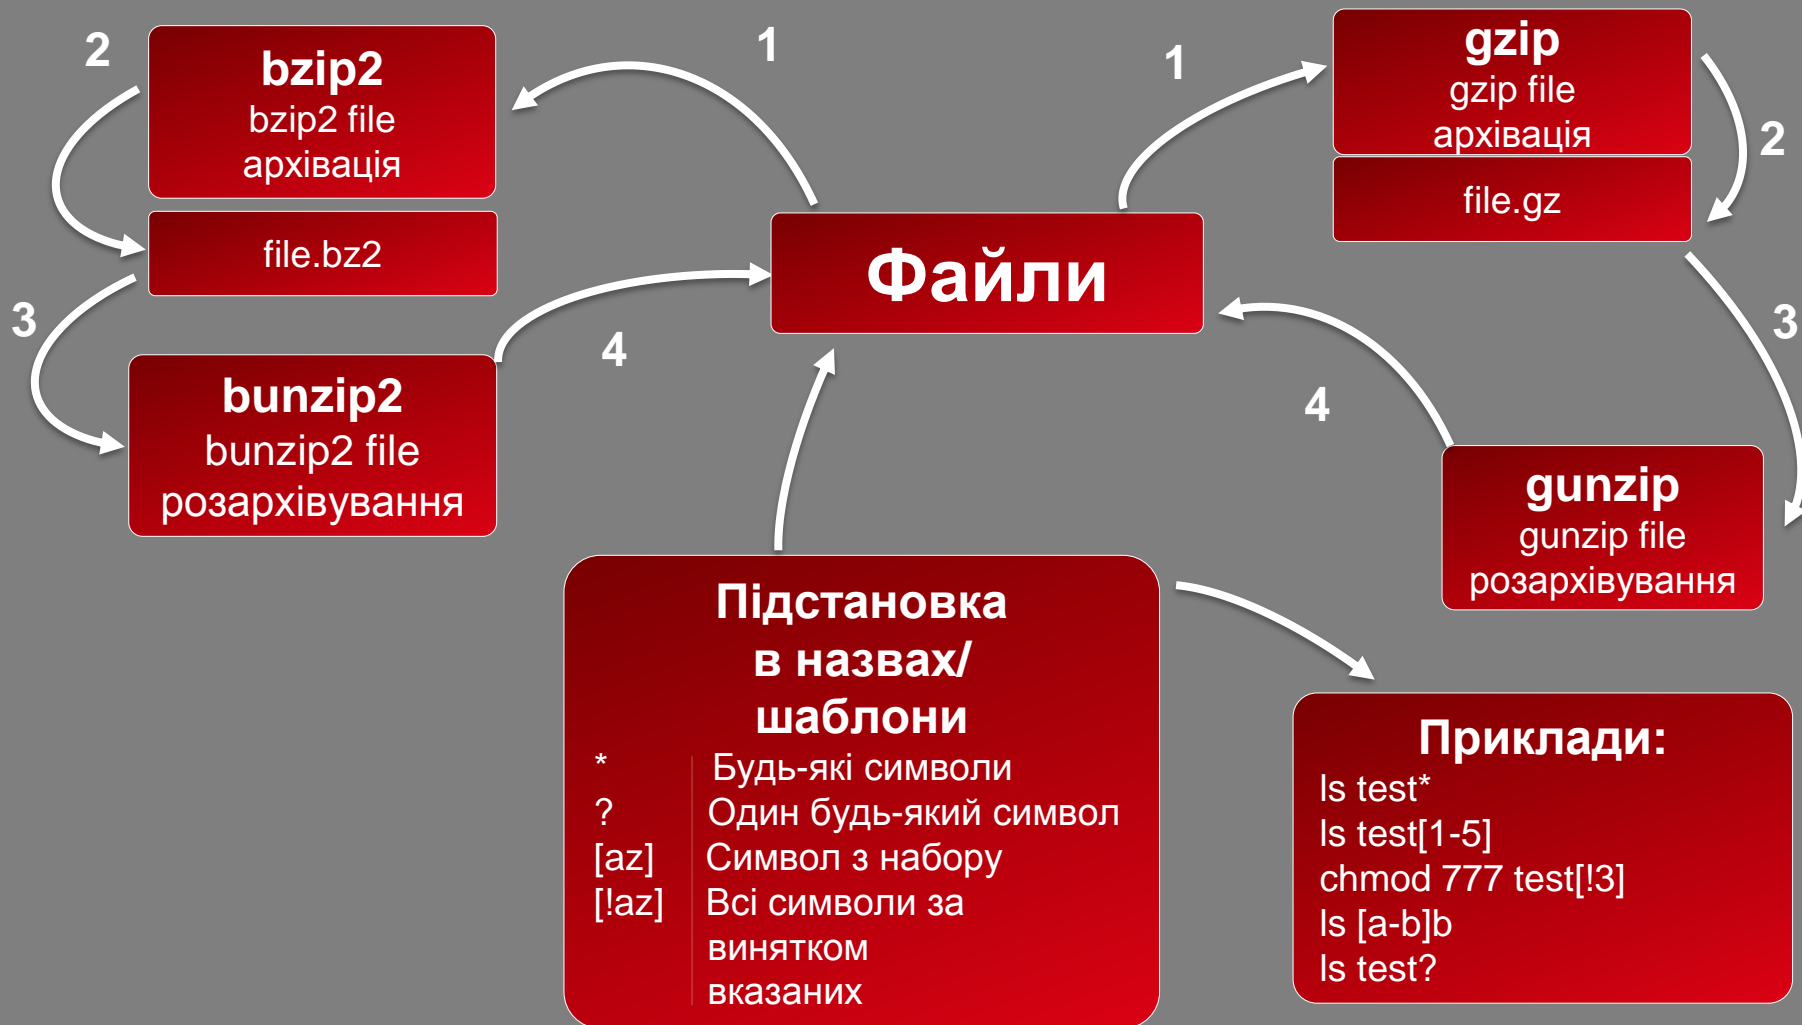 2
bzip2
bzip2 file
архівація
file.bz2
3
bunzip2
bunzip2 file
розархівування
1
4
Файли
1
gzip
gzip file
архівація
2
file.gz
3
4
gunzip
gunzip file
розархівування
Підстановка
в назвах/
шаблони
* Будь-які символи
? Один будь-який символ
[az] Символ з набору
[!az] Всі символи за
винятком
вказаних
Приклади:
ls test*
ls test[1-5]
chmod 777 test[!3]
ls [a-b]b
ls test?